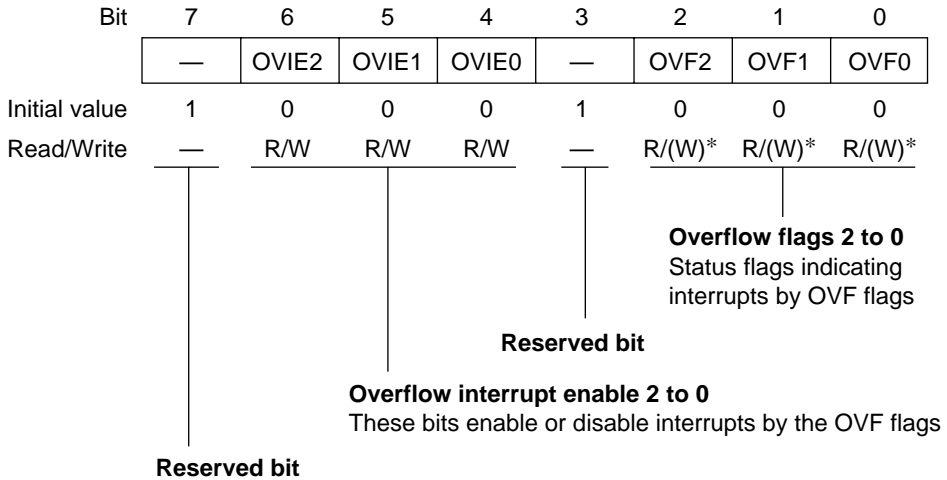 Bit 7 6 5 4 3 2 1 0
— OVIE2 OVIE1 OVIE0 — OVF2 OVF1 OVF0
Initial value 1 0 0 0 1 0 0 0
Read/Write — R/W R/W R/W — R/(W)* R/(W)* R/(W)*
Overflow flags 2 to 0
Status flags indicating
interrupts by OVF flags
Reserved bit
Overflow interrupt enable 2 to 0
These bits enable or disable interrupts by the OVF flags
Reserved bit